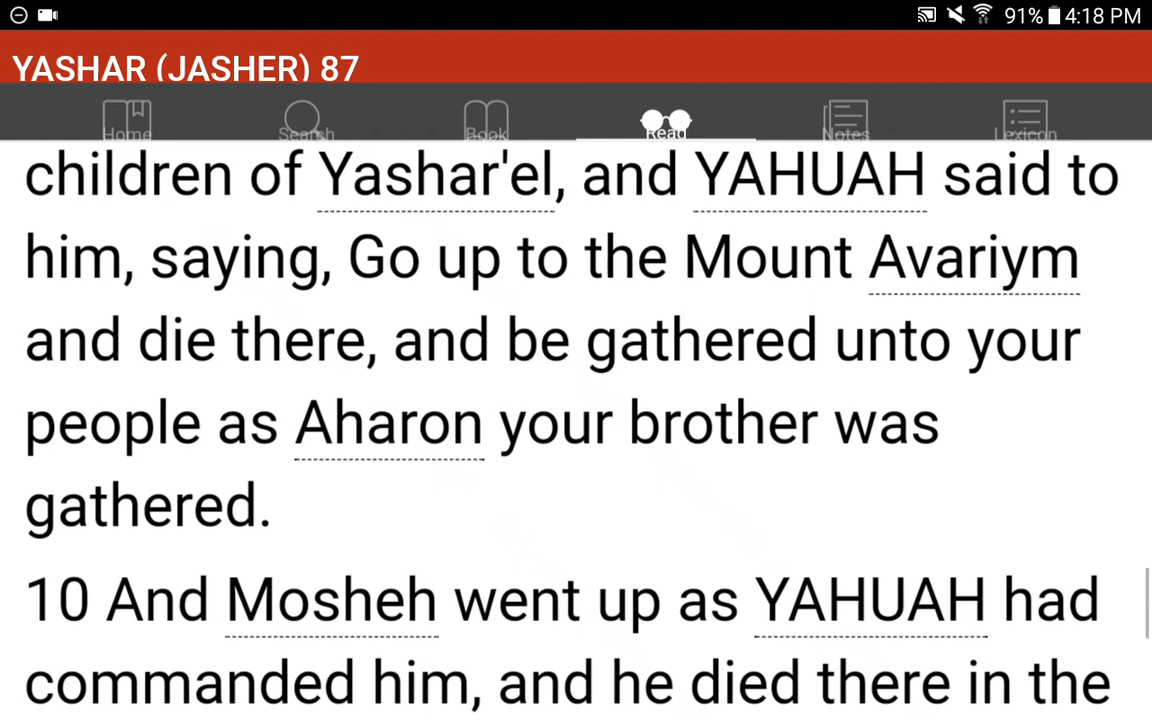 91% 4:18 PM
YASHAR (JASHER) 87
Home Search Book Read Notes Lexicon
children of Yashar'el, and YAHUAH said to
him, saying, Go up to the Mount Avariym
and die there, and be gathered unto your
people as Aharon your brother was
gathered.
10 And Mosheh went up as YAHUAH had
commanded him, and he died there in the